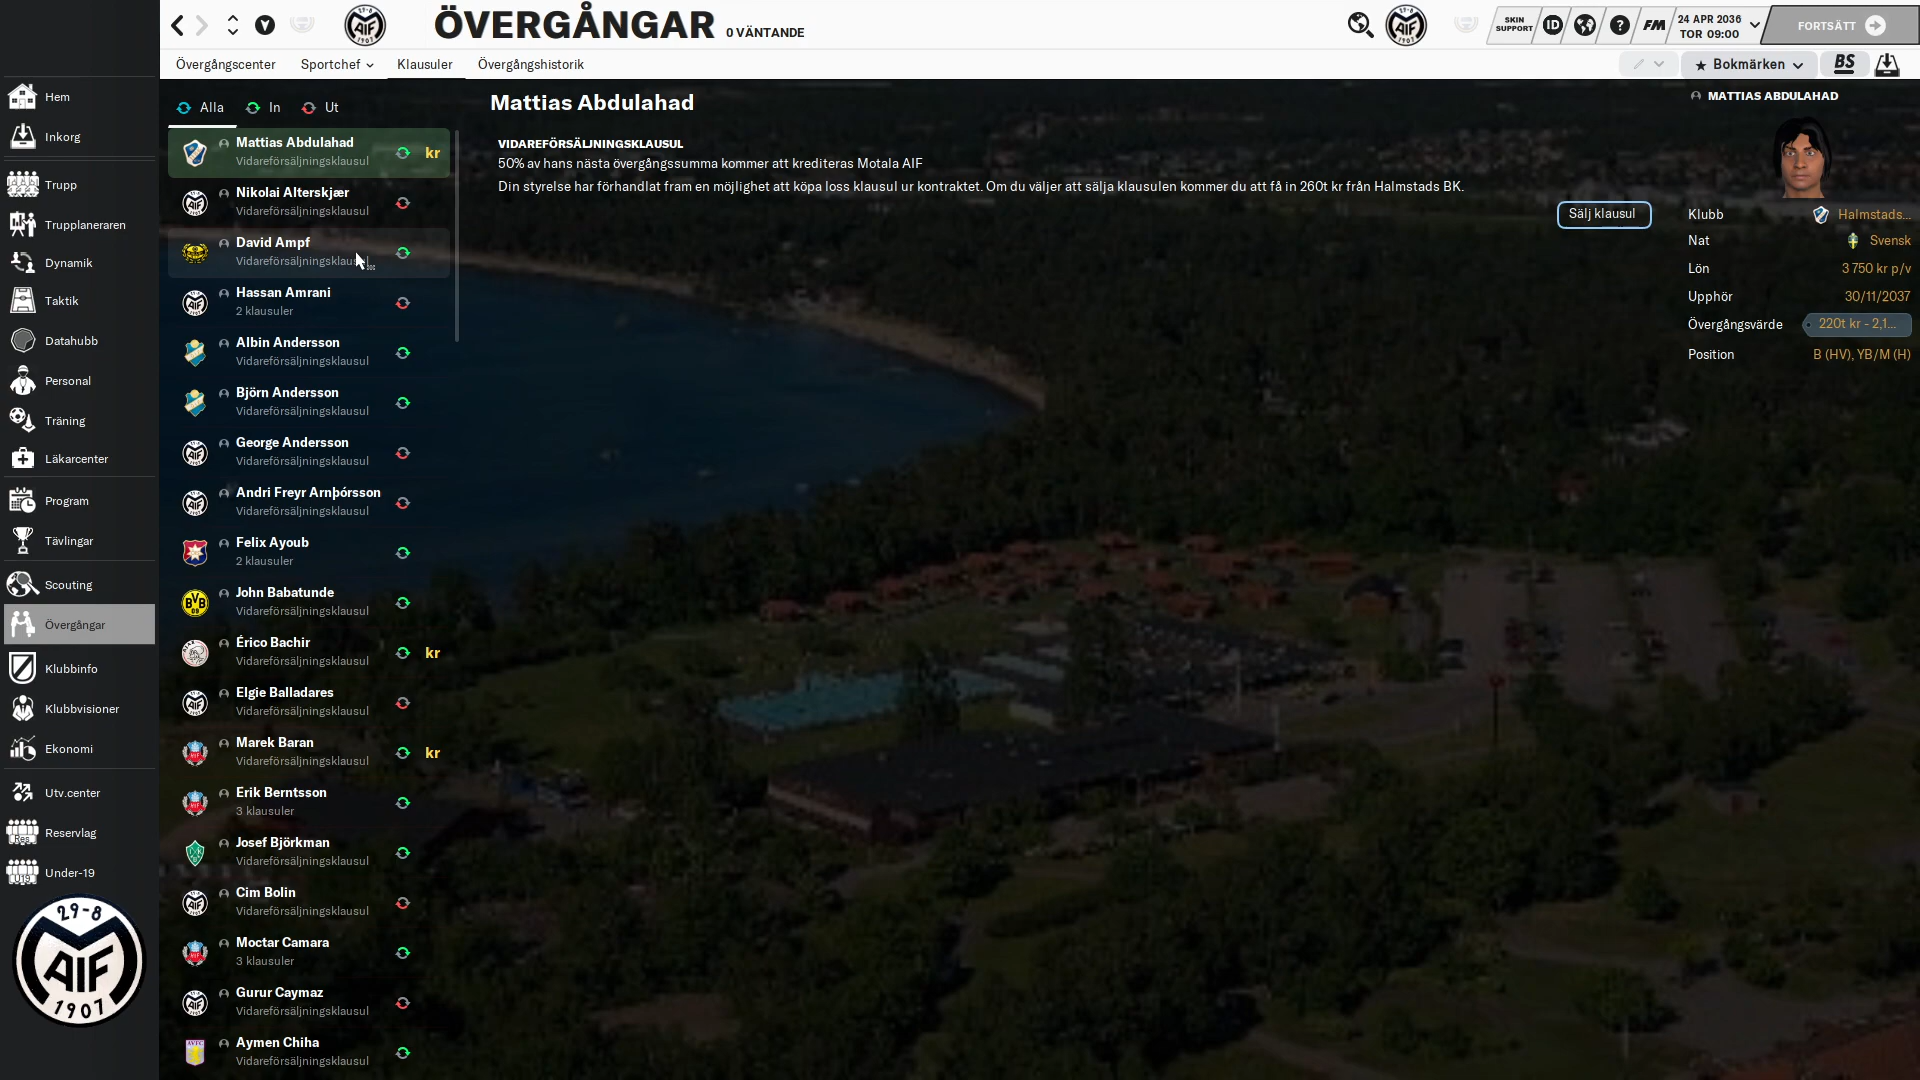 ÖVERGÅNGAR
0 VÄNTANDE
SKIN SUPPORT
ID
FM
24 APR 2036
TOR 09:00
FORTSÄTT
Övergångscenter
Sportchef
Klausuler
Övergångshistorik
Bokmärken
BS
Hem
Inkorg
Trupp
Trupplaneraren
Dynamik
Taktik
Datahubb
Personal
Träning
Läkarcenter
Program
Tävlingar
Scouting
Övergångar
Klubbinfo
Klubbvisioner
Ekonomi
Utv.center
Reservlag
Under-19
29-8
AIF
1907
Alla
In
Ut
Mattias Abdulahad
Vidareförsäljningsklausul
kr
Nikolai Alterskjær
Vidareförsäljningsklausul
David Ampf
Vidareförsäljningsklausul
Hassan Amrani
2 klausuler
Albin Andersson
Vidareförsäljningsklausul
Björn Andersson
Vidareförsäljningsklausul
George Andersson
Vidareförsäljningsklausul
Andri Freyr Arnþórsson
Vidareförsäljningsklausul
Felix Ayoub
2 klausuler
John Babatunde
Vidareförsäljningsklausul
Érico Bachir
Vidareförsäljningsklausul
kr
Elgie Balladares
Vidareförsäljningsklausul
Marek Baran
Vidareförsäljningsklausul
kr
Erik Berntsson
3 klausuler
Josef Björkman
Vidareförsäljningsklausul
Cim Bolin
Vidareförsäljningsklausul
Moctar Camara
3 klausuler
Gurur Caymaz
Vidareförsäljningsklausul
Aymen Chiha
Vidareförsäljningsklausul
Mattias Abdulahad
VIDAREFÖRSÄLJNINGSKLAUSUL
50% av hans nästa övergångssumma kommer att krediteras Motala AIF
Din styrelse har förhandlat fram en möjlighet att köpa loss klausul ur kontraktet. Om du väljer att sälja klausulen kommer du att få in 260t kr från Halmstads BK.
Sälj klausul
MATTIAS ABDULAHAD
Klubb Halmstads...
Nat Svensk
Lön 3 750 kr p/v
Upphör 30/11/2037
Övergångsvärde 220t kr - 2,1...
Position B (HV), YB/M (H)